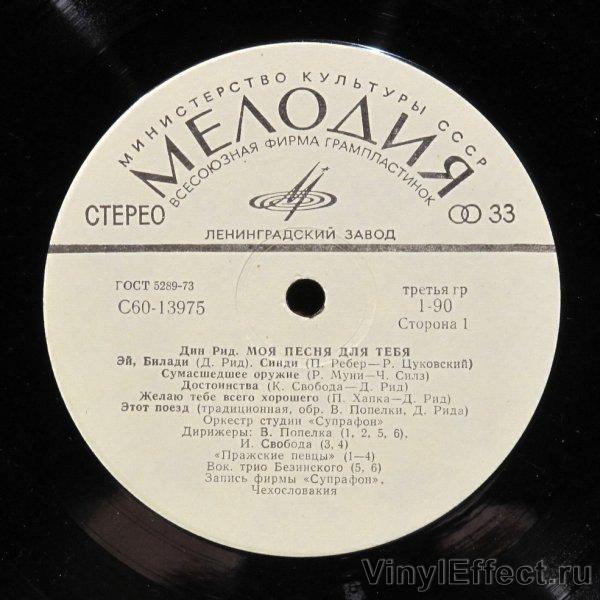 МИНИСТЕРСТВО КУЛЬТУРЫ СССР
МЕЛОДИЯ
ВСЕСОЮЗНАЯ ФИРМА ГРАМПЛАСТИНОК
СТЕРЕО
33
ЛЕНИНГРАДСКИЙ ЗАВОД
ГОСТ 5289-73
третья гр
С60-13975
1-90
Сторона 1
Дин Рид. МОЯ ПЕСНЯ ДЛЯ ТЕБЯ
Эй, Билади (Д. Рид). Синди (П. Ребер—Р. Цуковский)
Сумасшедшее оружие (Р. Муни—Ч. Силз)
Достоинства (К. Свобода—Д. Рид)
Желаю тебе всего хорошего (П. Хапка—Д. Рид)
Этот поезд (традиционная, обр. В. Попелки, Д. Рида)
Оркестр студии «Супрафон»
Дирижеры: В. Попелка (1, 2, 5, 6),
И. Свобода (3, 4)
«Пражские певцы» (1—4)
Вок. трио Безинского (5, 6)
Запись фирмы «Супрафон»,
Чехословакия
VinylEffect.ru